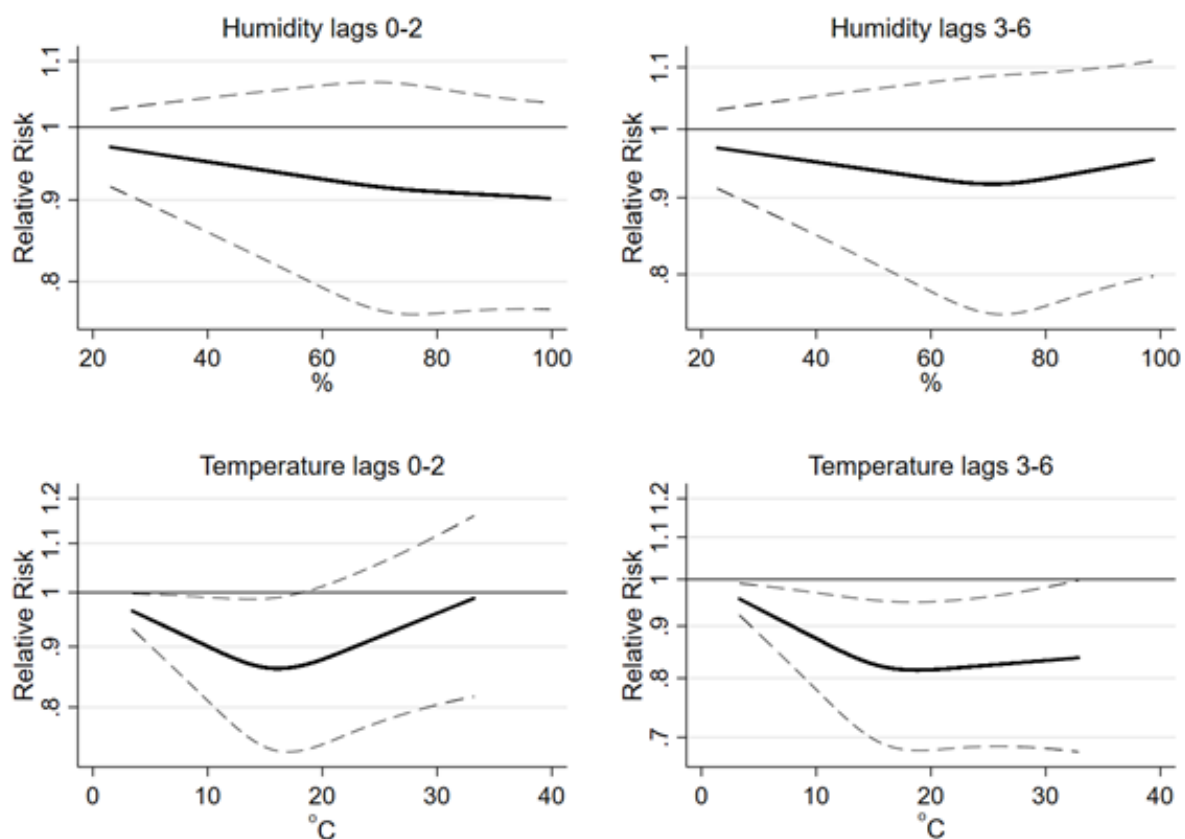 Humidity lags 0-2
Relative Risk
1.1
1
.9
.8
20 40 60 80 100
%
Humidity lags 3-6
Relative Risk
1.1
1
.9
.8
20 40 60 80 100
%
Temperature lags 0-2
Relative Risk
1.2
1.1
1
.9
.8
0 10 20 30 40
°C
Temperature lags 3-6
Relative Risk
1.2
1.1
1
.9
.8
.7
0 10 20 30 40
°C